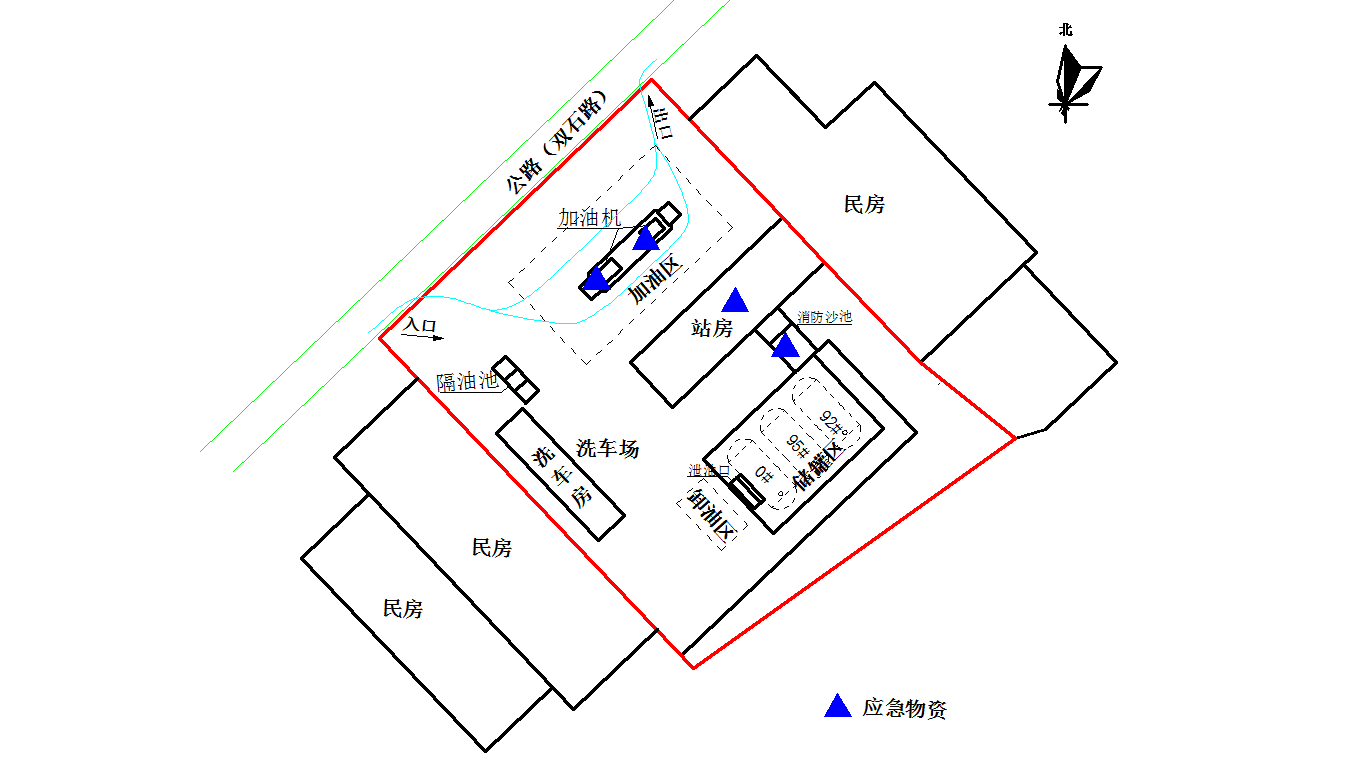 北
公路（双石路）
出口
民房
加油机
加油区
站房
消防沙池
入口
隔油池
洗车场
洗车房
92#
95#
0#
储罐区
泄油口
卸油区
民房
民房
应急物资